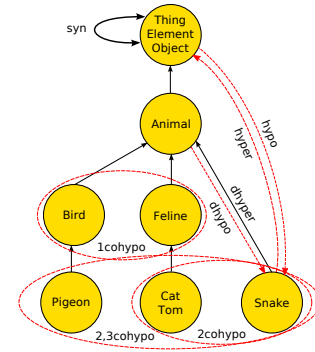 syn
Thing
Element
Object
hypo
hyper
Animal
dhyper
dhypo
Bird
Feline
1cohypo
Pigeon
Cat
Tom
Snake
2,3cohypo
2cohypo